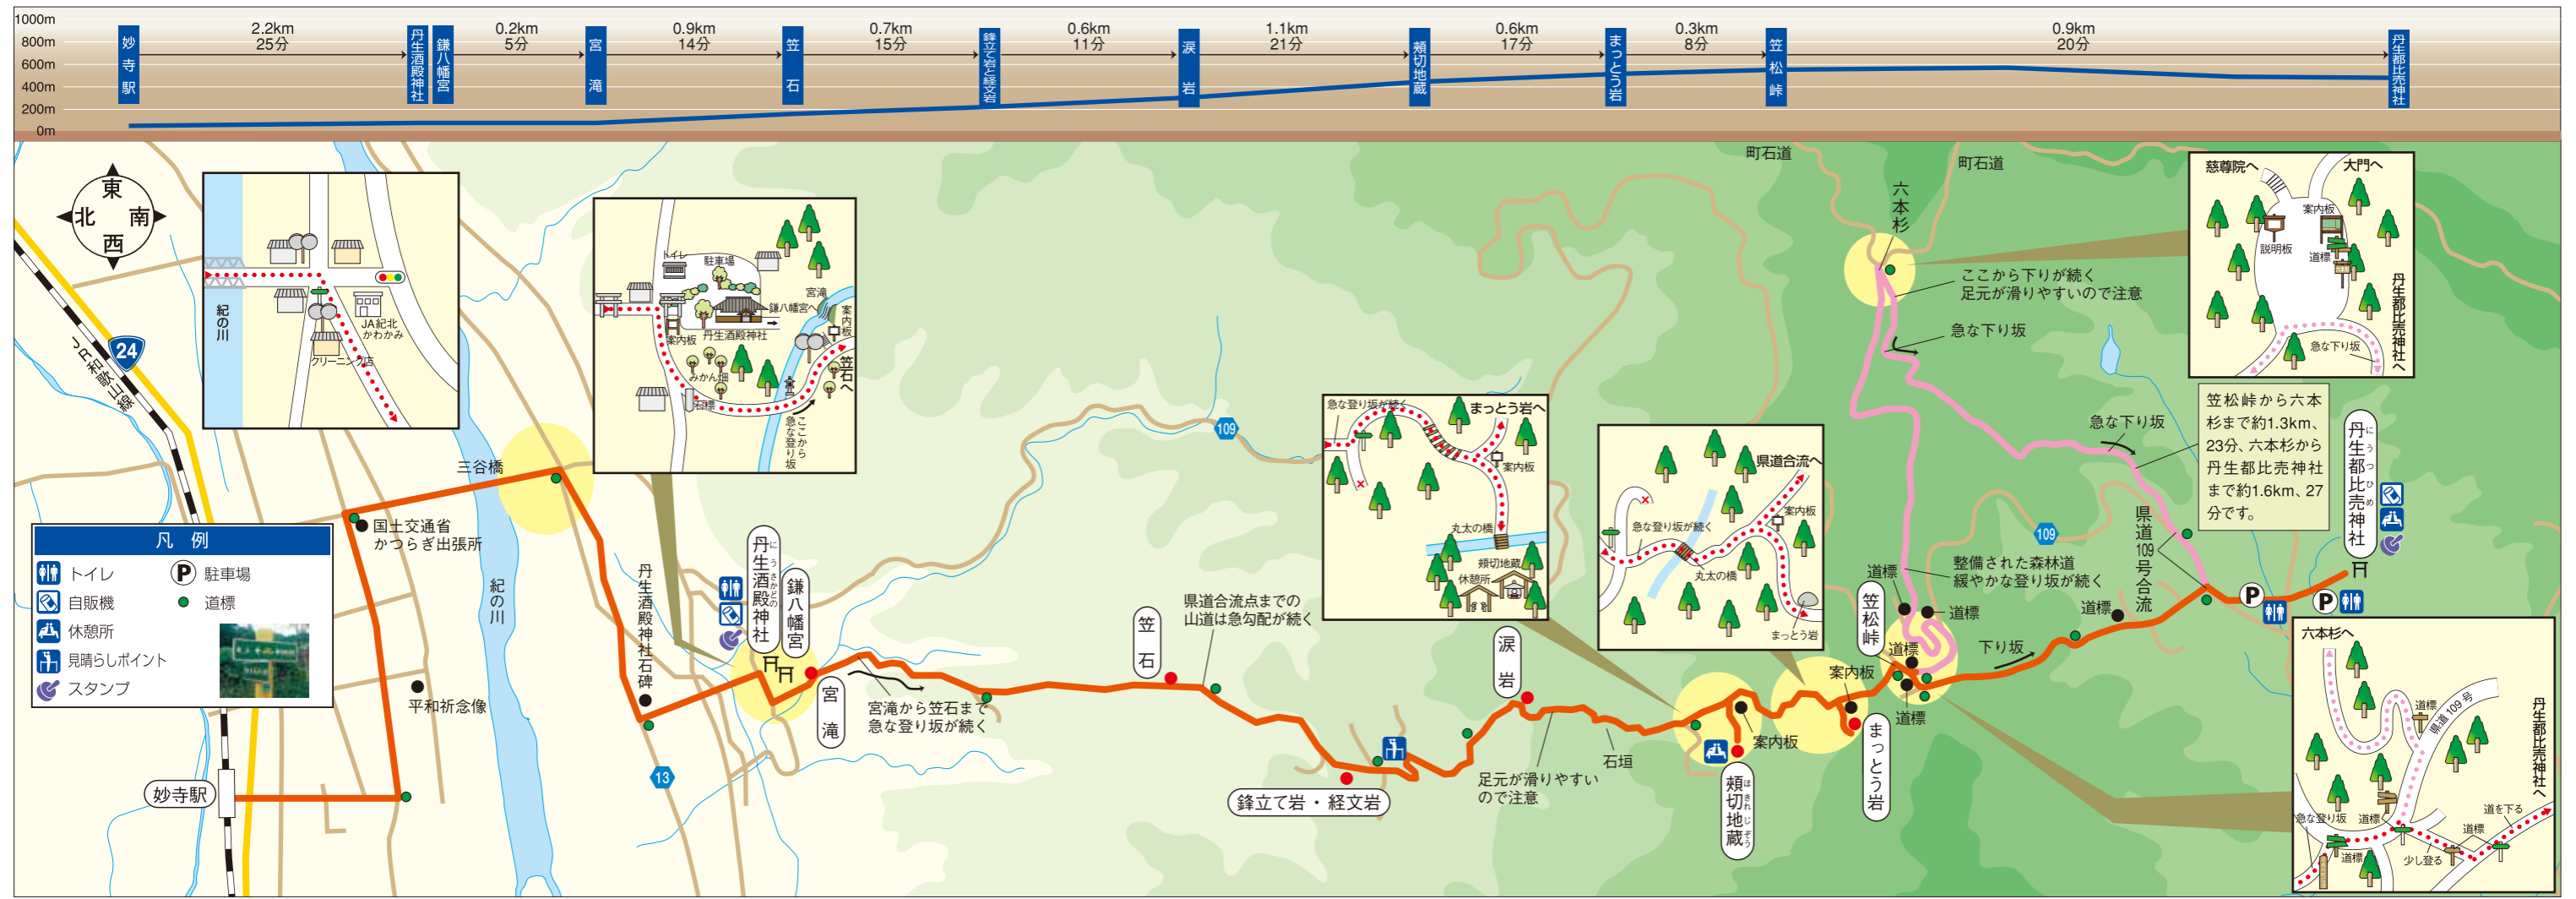 1000m
800m
600m
400m
200m
0m
2.2km
25分
0.2km
5分
0.9km
14分
0.7km
15分
0.6km
11分
1.1km
21分
0.6km
17分
0.3km
8分
0.9km
20分
妙寺駅
丹生酒殿神社
鎌八幡宮
宮滝
笠石
鉾立て岩と経文岩
涙岩
頬切地蔵
まっとう岩
笠松峠
丹生都比売神社
東
北 南
西
紀の川
JA紀北
かわかみ
クリーニング店
24
JR和歌山線
トイレ
駐車場
宮滝
鎌八幡宮へ
案内板
丹生酒殿神社
案内板
みかん畑
石標
笠石へ
ここから
急な登り坂
三谷橋
国土交通省
かつらぎ出張所
紀の川
平和祈念像
妙寺駅
凡 例
トイレ
P
駐車場
自販機
道標
休憩所
見晴らしポイント
スタンプ
丹生酒殿神社石碑
13
丹生酒殿神社
にうさかどの
鎌八幡宮
宮滝
宮滝から笠石まで
急な登り坂が続く
笠石
県道合流点までの
山道は急勾配が続く
109
鉾立て岩・経文岩
涙岩
足元が滑りやすい
ので注意
石垣
急な登り坂が続く
まっとう岩へ
案内板
丸太の橋
頬切地蔵
休憩所
県道合流へ
案内板
急な登り坂が続く
丸太の橋
まっとう岩
案内板
頬切地蔵
ほきれじぞう
案内板
まっとう岩
笠松峠
道標
道標
道標
道標
下り坂
道標
整備された森林道
緩やかな登り坂が続く
109
県道109号合流
町石道
町石道
六本杉
ここから下りが続く
足元が滑りやすいので注意
急な下り坂
急な下り坂
慈尊院へ
大門へ
案内板
説明板
道標
急な下り坂
丹生都比売神社へ
笠松峠から六本
杉まで約1.3km、
23分、六本杉から
丹生都比売神社
まで約1.6km、27
分です。
丹生都比売神社
にうつひめ
P
P
六本杉へ
道標
県道109号
丹生都比売神社へ
急な登り坂
道標
道標
少し登る
道標
道を下る